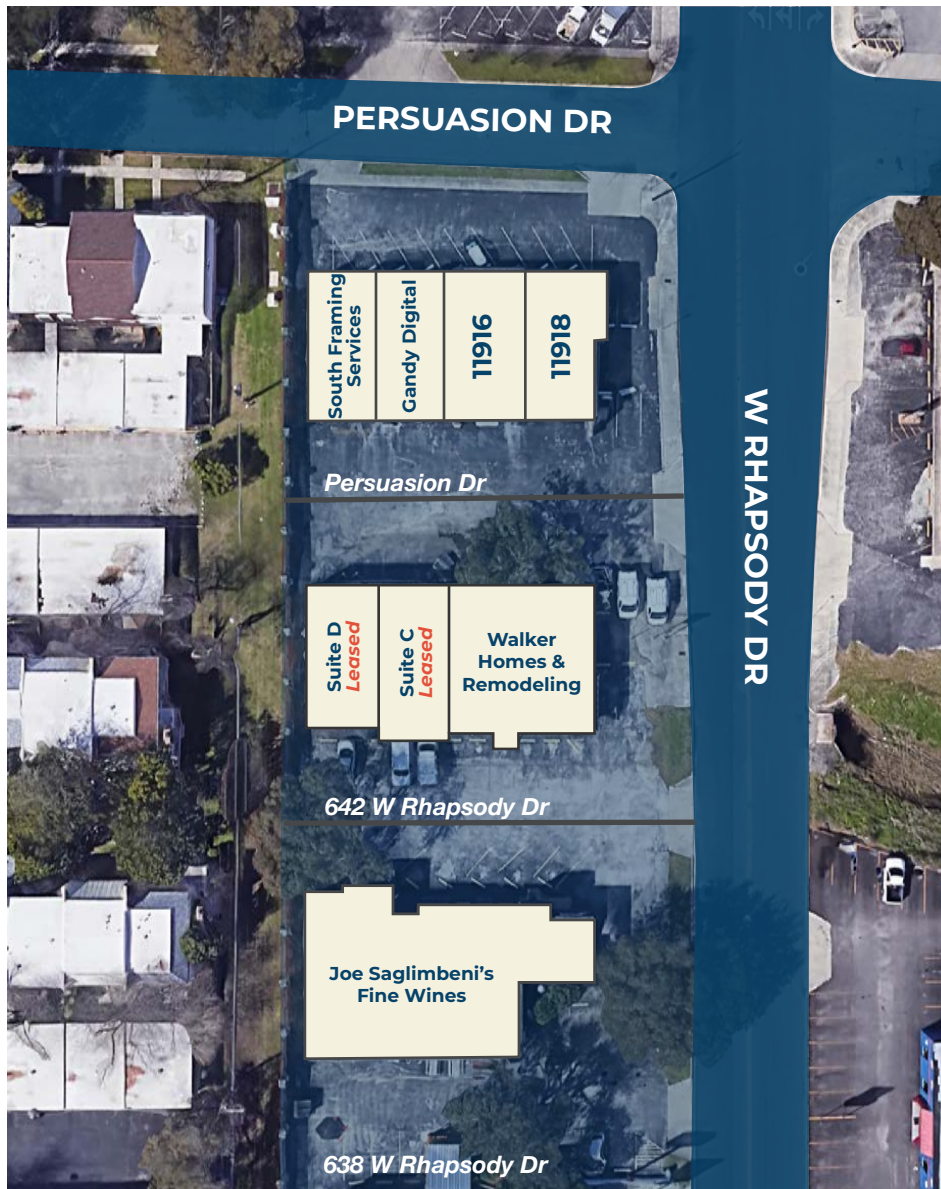 PERSUASION DR
South Framing
Services
Gandy Digital
11916
11918
Persuasion Dr
W RHAPSODY DR
Suite D
Leased
Suite C
Leased
Walker
Homes &
Remodeling
642 W Rhapsody Dr
Joe Saglimbeni’s
Fine Wines
638 W Rhapsody Dr